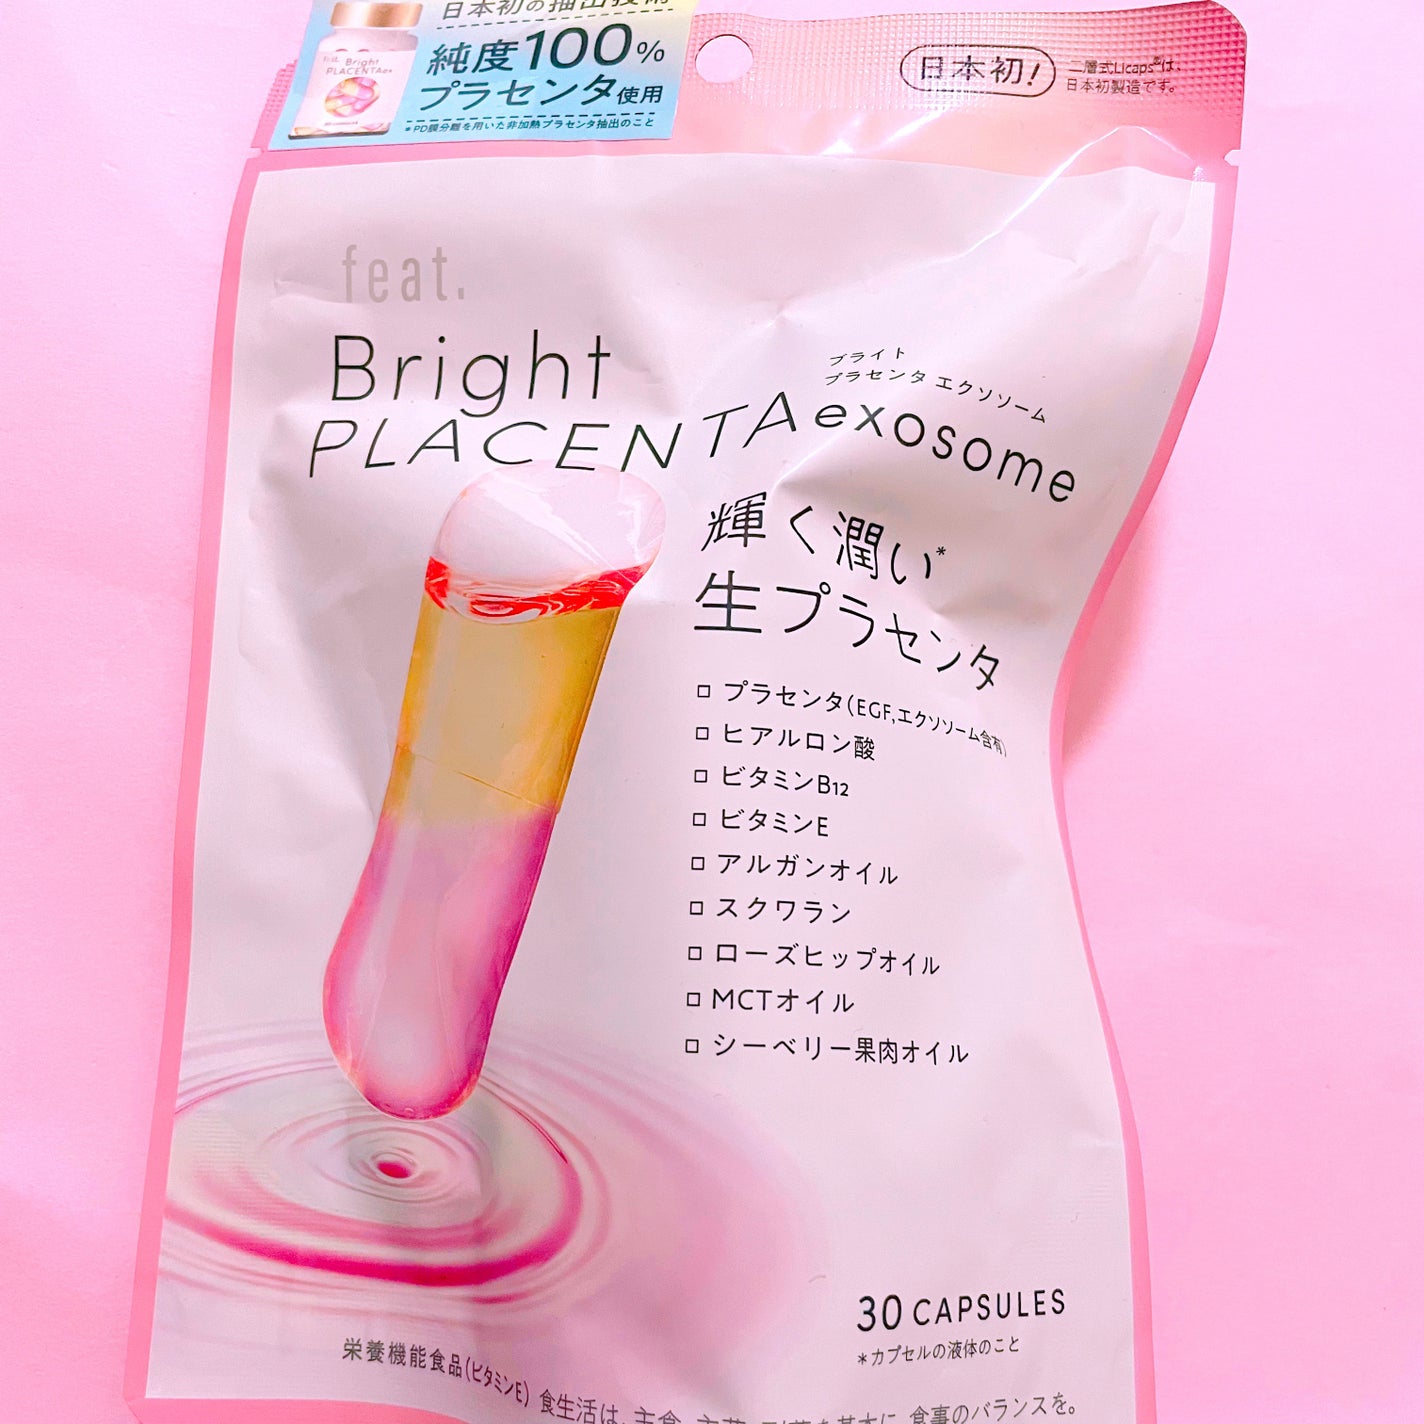 日本初の抽出技術
純度100%
プラセンタ使用
*PD膜分離を用いた非加熱プラセンタ抽出のこと
feat. Bright
PLACENTAe+
日本初!
二層式Licaps®は、
日本初製造です。
feat.
Bright
PLACENTA exosome
ブライト
プラセンタ エクソソーム
輝く潤い*
生プラセンタ
□ プラセンタ(EGF,エクソソーム含有)
□ ヒアルロン酸
□ ビタミンB12
□ ビタミンE
□ アルガンオイル
□ スクワラン
□ ローズヒップオイル
□ MCTオイル
□ シーベリー果肉オイル
30 CAPSULES
*カプセルの液体のこと
栄養機能食品(ビタミンE) 食生活は、主食、主菜、副菜を基本に、食事のバランスを。